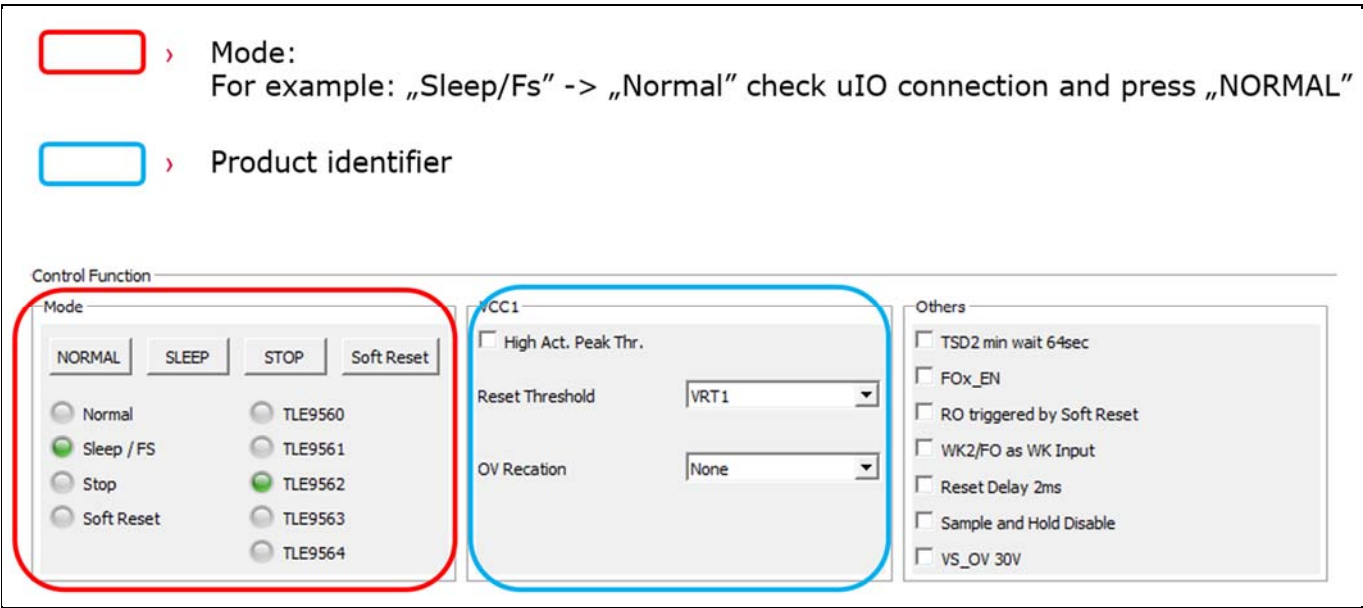 › Mode:
For example: „Sleep/Fs” -> „Normal” check uIO connection and press „NORMAL”
› Product identifier
Control Function
Mode
NORMAL SLEEP STOP Soft Reset
Normal TLE9560
Sleep / FS TLE9561
Stop TLE9562
Soft Reset TLE9563
TLE9564
VCC1
High Act. Peak Thr.
Reset Threshold VRT1
OV Recation None
Others
TSD2 min wait 64sec
FOx_EN
RO triggered by Soft Reset
WK2/FO as WK Input
Reset Delay 2ms
Sample and Hold Disable
VS_OV 30V